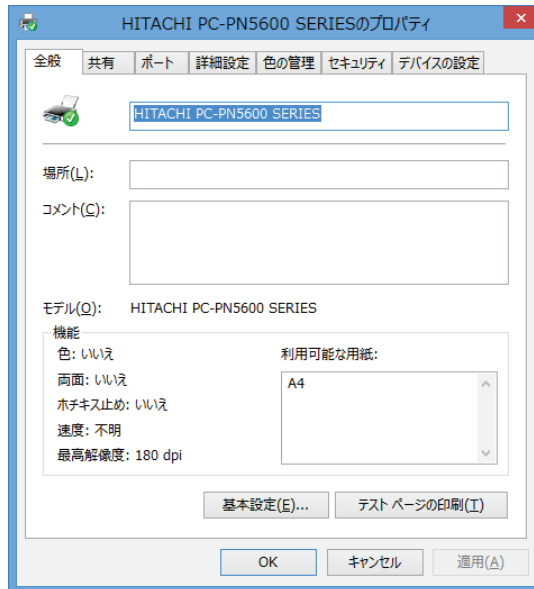 HITACHI PC-PN5600 SERIESのプロパティ
全般 共有 ポート 詳細設定 色の管理 セキュリティ デバイスの設定
HITACHI PC-PN5600 SERIES
場所(L):
コメント(C):
モデル(O): HITACHI PC-PN5600 SERIES
機能
色: いいえ 利用可能な用紙:
両面: いいえ A4
ホチキス止め: いいえ
速度: 不明
最高解像度: 180 dpi
基本設定(E)... テスト ページの印刷(T)
OK キャンセル 適用(A)